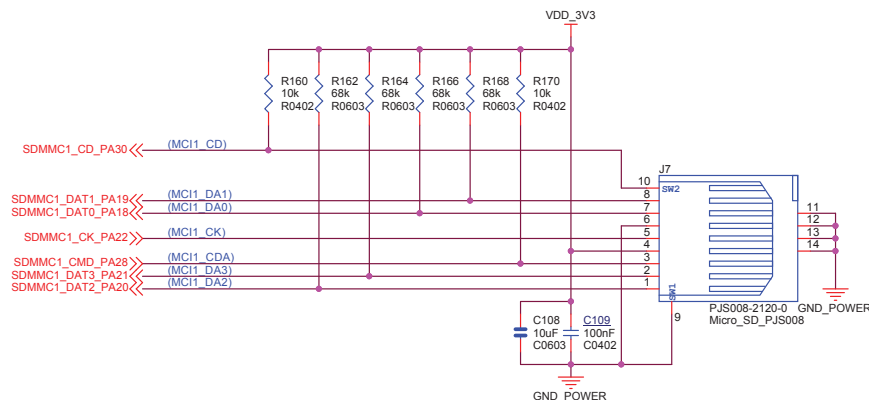 VDD_3V3
R160 R162 R164 R166 R168 R170
10k 68k 68k 68k 68k 10k
R0402 R0603 R0603 R0603 R0603 R0402
SDMMC1_CD_PA30 (MCI1_CD)
J7
10 SW2
SDMMC1_DAT1_PA19 (MCI1_DA1) 8
SDMMC1_DAT0_PA18 (MCI1_DA0) 7 11
6 12
SDMMC1_CK_PA22 (MCI1_CK) 5 13
4 14
SDMMC1_CMD_PA28 (MCI1_CDA) 3
SDMMC1_DAT3_PA21 (MCI1_DA3) 2
SDMMC1_DAT2_PA20 (MCI1_DA2) 1
SW1
9
PJS008-2120-0
Micro_SD_PJS008
GND_POWER
C108 C109
10uF 100nF
C0603 C0402
GND_POWER